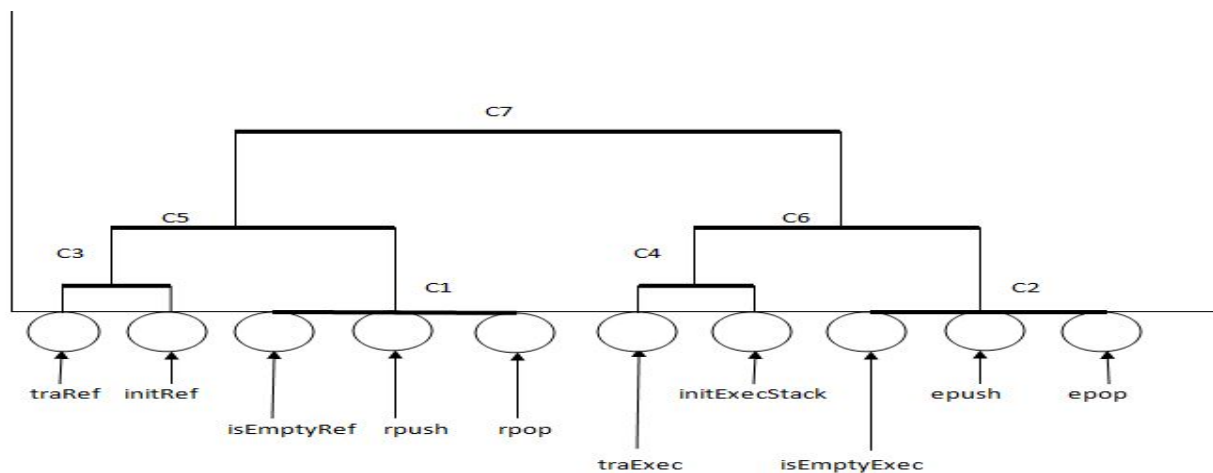 C7
C5
C6
C3
C4
C1
C2
traRef
initRef
initExecStack
epush
epop
isEmptyRef
rpush
rpop
traExec
isEmptyExec